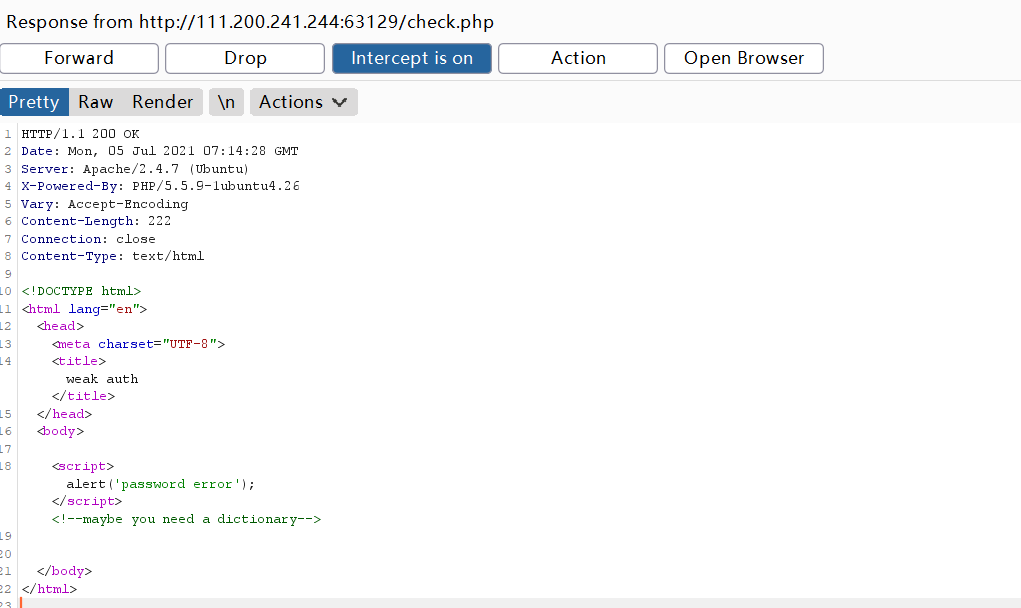 Response from http://111.200.241.244:63129/check.php
Forward Drop Intercept is on Action Open Browser
Pretty Raw Render \n Actions
1 HTTP/1.1 200 OK
2 Date: Mon, 05 Jul 2021 07:14:28 GMT
3 Server: Apache/2.4.7 (Ubuntu)
4 X-Powered-By: PHP/5.5.9-1ubuntu4.26
5 Vary: Accept-Encoding
6 Content-Length: 222
7 Connection: close
8 Content-Type: text/html
9
10 <!DOCTYPE html>
11 <html lang="en">
12 <head>
13 <meta charset="UTF-8">
14 <title>
weak auth
</title>
15 </head>
16 <body>
17
18 <script>
alert('password error');
</script>
<!--maybe you need a dictionary-->
19
20
21 </body>
22 </html>
23